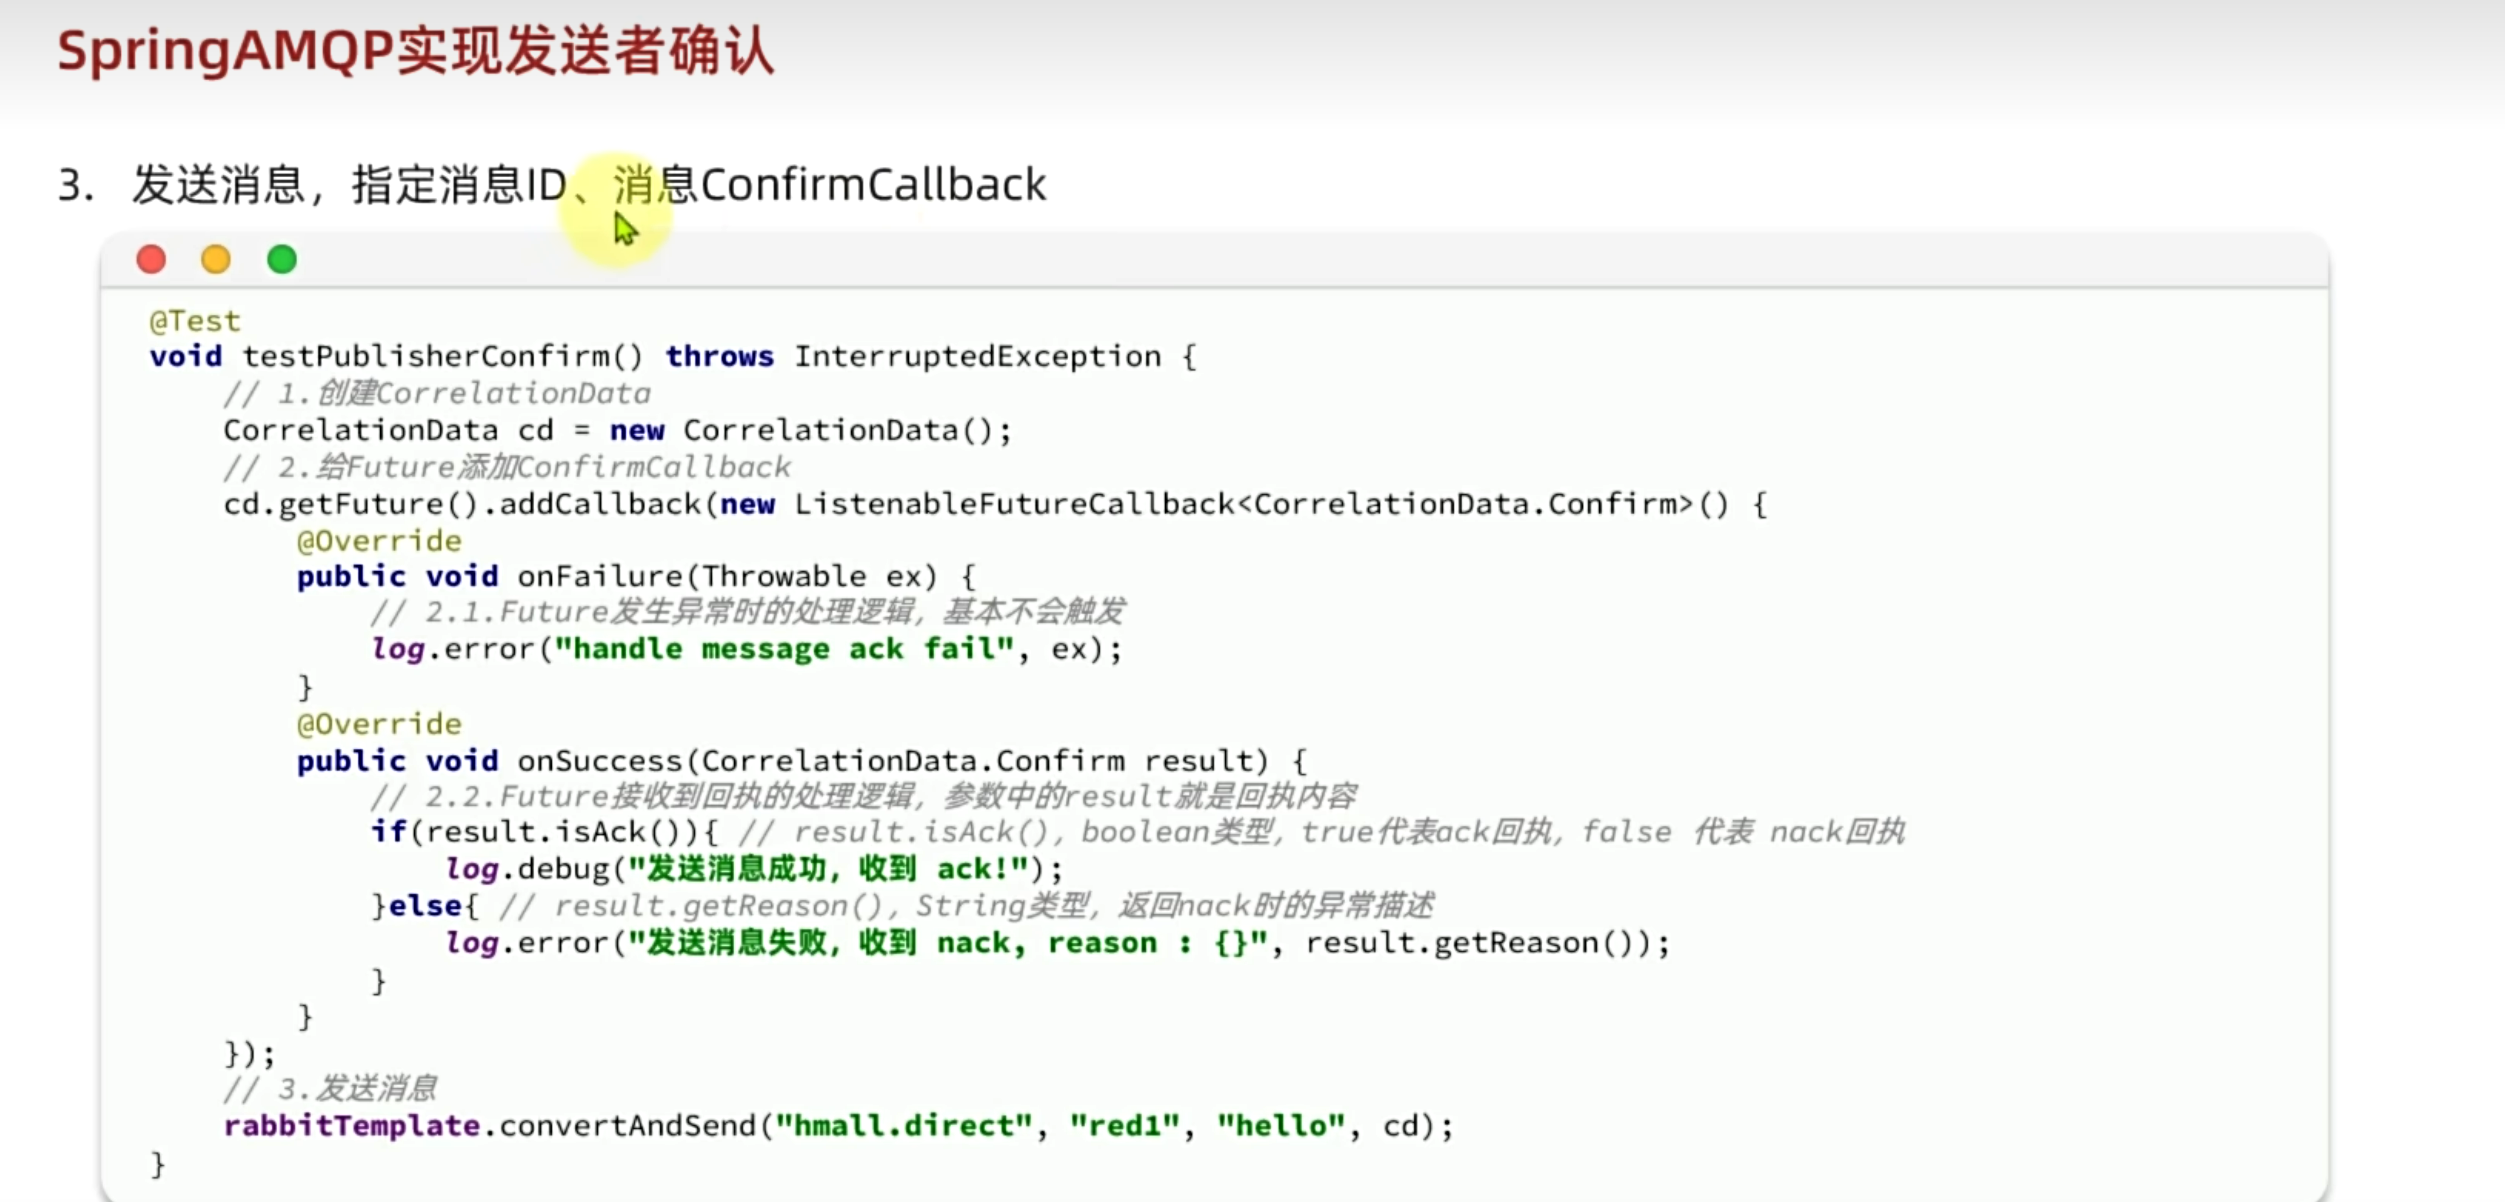 SpringAMQP实现发送者确认
3. 发送消息，指定消息ID、消息ConfirmCallback
@Test
void testPublisherConfirm() throws InterruptedException {
// 1.创建CorrelationData
CorrelationData cd = new CorrelationData();
// 2.给Future添加ConfirmCallback
cd.getFuture().addCallback(new ListenableFutureCallback<CorrelationData.Confirm>() {
@Override
public void onFailure(Throwable ex) {
// 2.1.Future发生异常时的处理逻辑，基本不会触发
log.error("handle message ack fail", ex);
}
@Override
public void onSuccess(CorrelationData.Confirm result) {
// 2.2.Future接收到回执的处理逻辑，参数中的result就是回执内容
if(result.isAck()){ // result.isAck()，boolean类型，true代表ack回执，false 代表 nack回执
log.debug("发送消息成功，收到 ack!");
}else{ // result.getReason()，String类型，返回nack时的异常描述
log.error("发送消息失败，收到 nack, reason : {}", result.getReason());
}
}
});
// 3.发送消息
rabbitTemplate.convertAndSend("hmall.direct", "red1", "hello", cd);
}